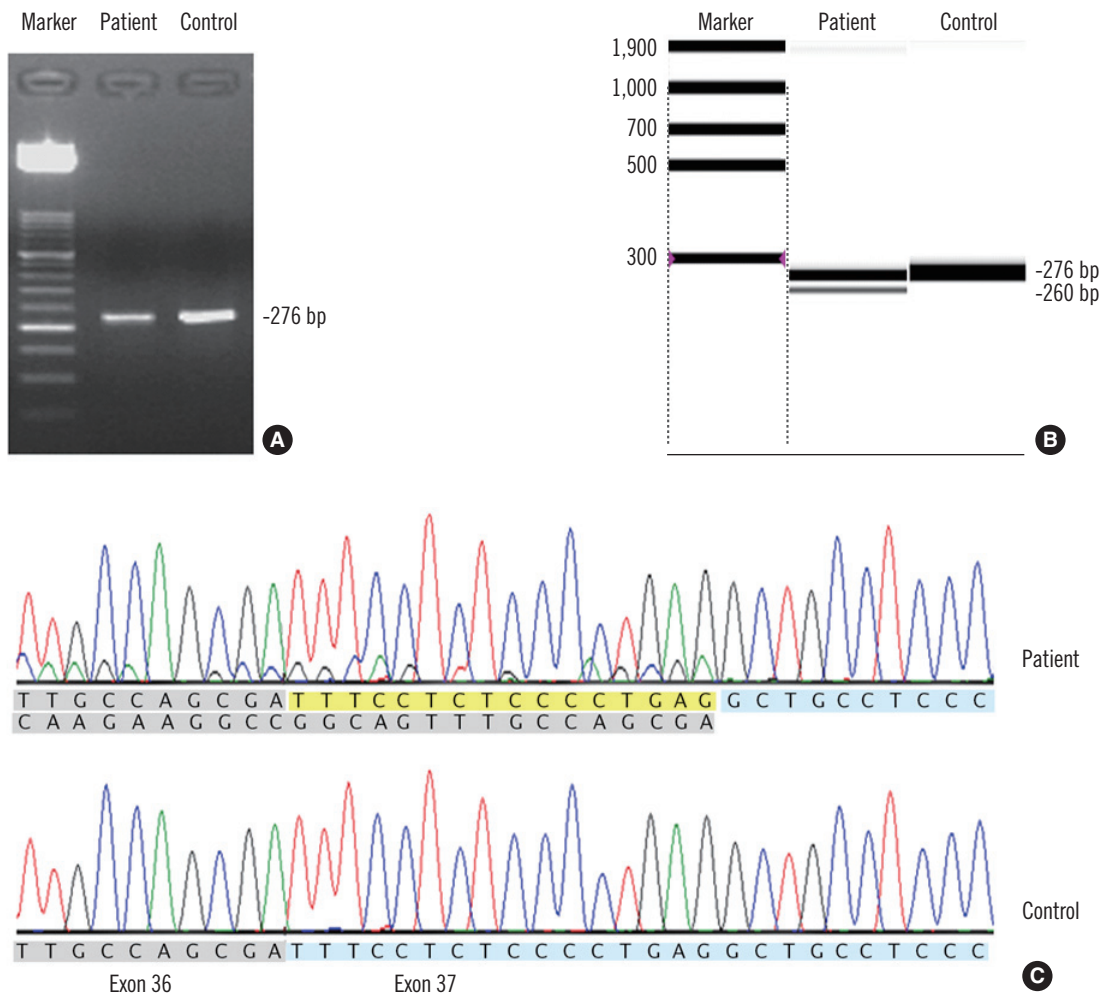 Marker Patient Control
-276 bp
A
Marker Patient Control
1,900
1,000
700
500
300
-276 bp
-260 bp
B
Patient
T T G C C A G C G A T T T C C T C T C C C C T G A G G C T G C C T C C C
C A A G A A G G C C G G C A G T T T G C C A G C G A
Control
T T G C C A G C G A T T T C C T C T C C C C T G A G G C T G C C T C C C
Exon 36 Exon 37
C